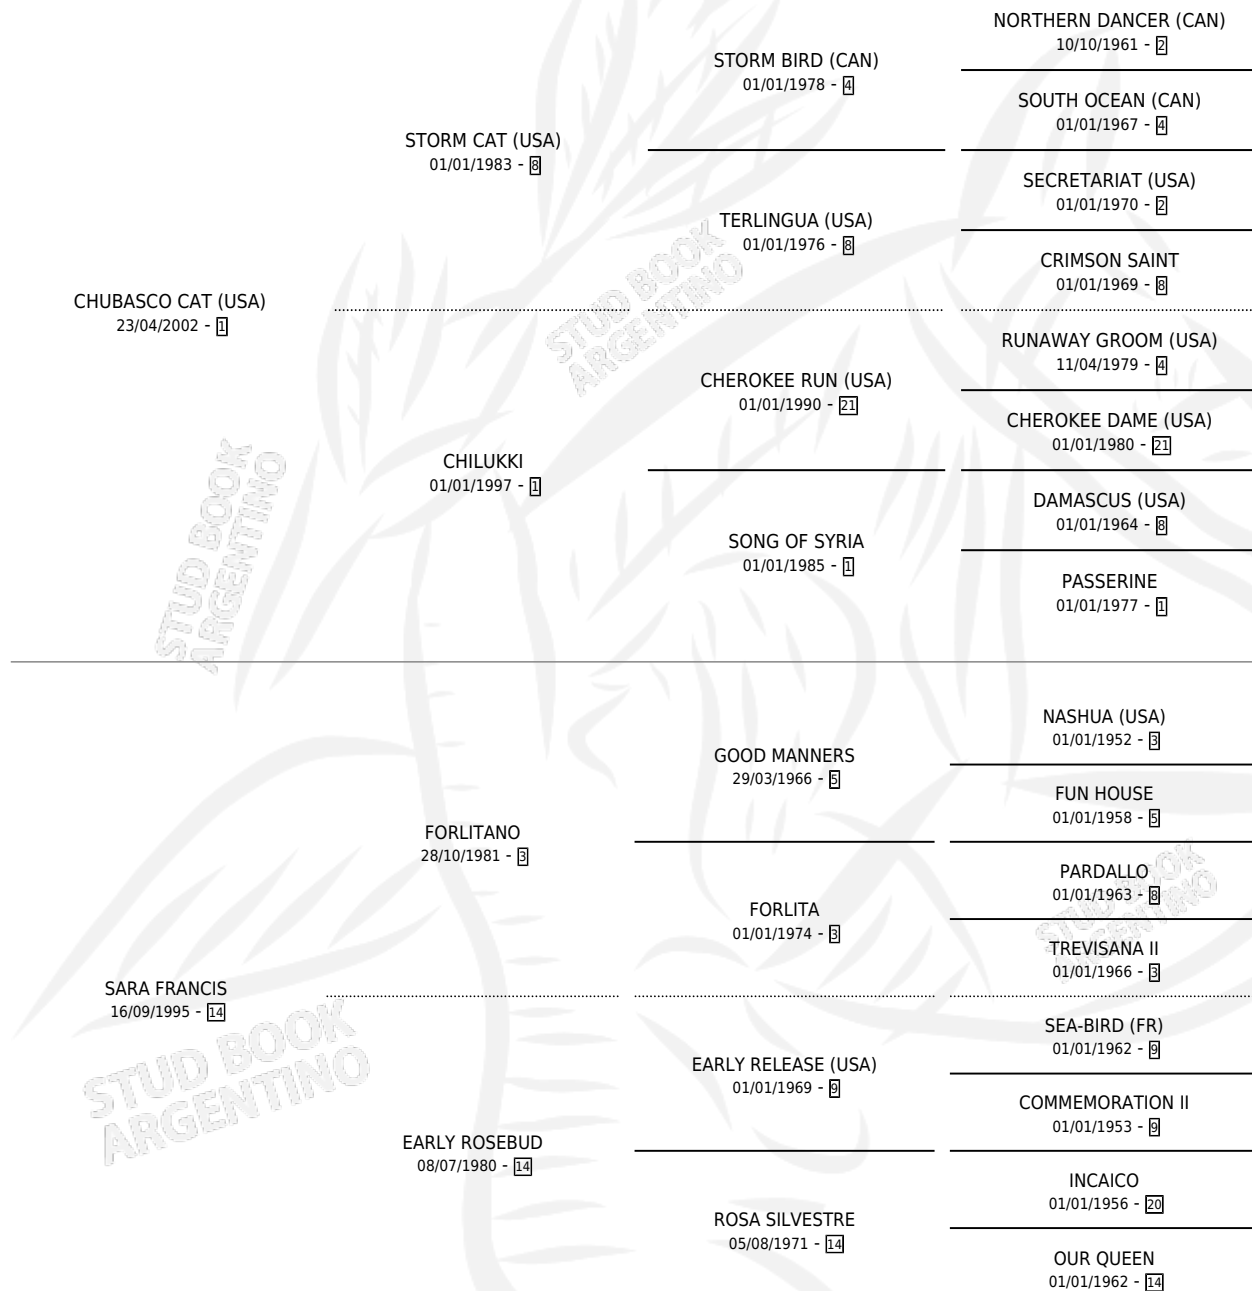 NORTHERN DANCER (CAN)
10/10/1961 - 2
STORM BIRD (CAN)
01/01/1978 - 4
SOUTH OCEAN (CAN)
01/01/1967 - 4
STORM CAT (USA)
01/01/1983 - 8
SECRETARIAT (USA)
01/01/1970 - 2
TERLINGUA (USA)
01/01/1976 - 8
CRIMSON SAINT
01/01/1969 - 8
CHUBASCO CAT (USA)
23/04/2002 - 1
RUNAWAY GROOM (USA)
11/04/1979 - 4
CHEROKEE RUN (USA)
01/01/1990 - 21
CHEROKEE DAME (USA)
01/01/1980 - 21
CHILUKKI
01/01/1997 - 1
DAMASCUS (USA)
01/01/1964 - 8
SONG OF SYRIA
01/01/1985 - 1
PASSERINE
01/01/1977 - 1
NASHUA (USA)
01/01/1952 - 3
GOOD MANNERS
29/03/1966 - 5
FUN HOUSE
01/01/1958 - 5
FORLITANO
28/10/1981 - 3
PARDALLO
01/01/1963 - 8
FORLITA
01/01/1974 - 3
TREVISANA II
01/01/1966 - 3
SARA FRANCIS
16/09/1995 - 14
SEA-BIRD (FR)
01/01/1962 - 9
EARLY RELEASE (USA)
01/01/1969 - 9
COMMEMORATION II
01/01/1953 - 9
EARLY ROSEBUD
08/07/1980 - 14
INCAICO
01/01/1956 - 20
ROSA SILVESTRE
05/08/1971 - 14
OUR QUEEN
01/01/1962 - 14
STUD BOOK
ARGENTINO
STUD BOOK
ARGENTINO
STUD BOOK
ARGENTINO
STUD BOOK
ARGENTINO